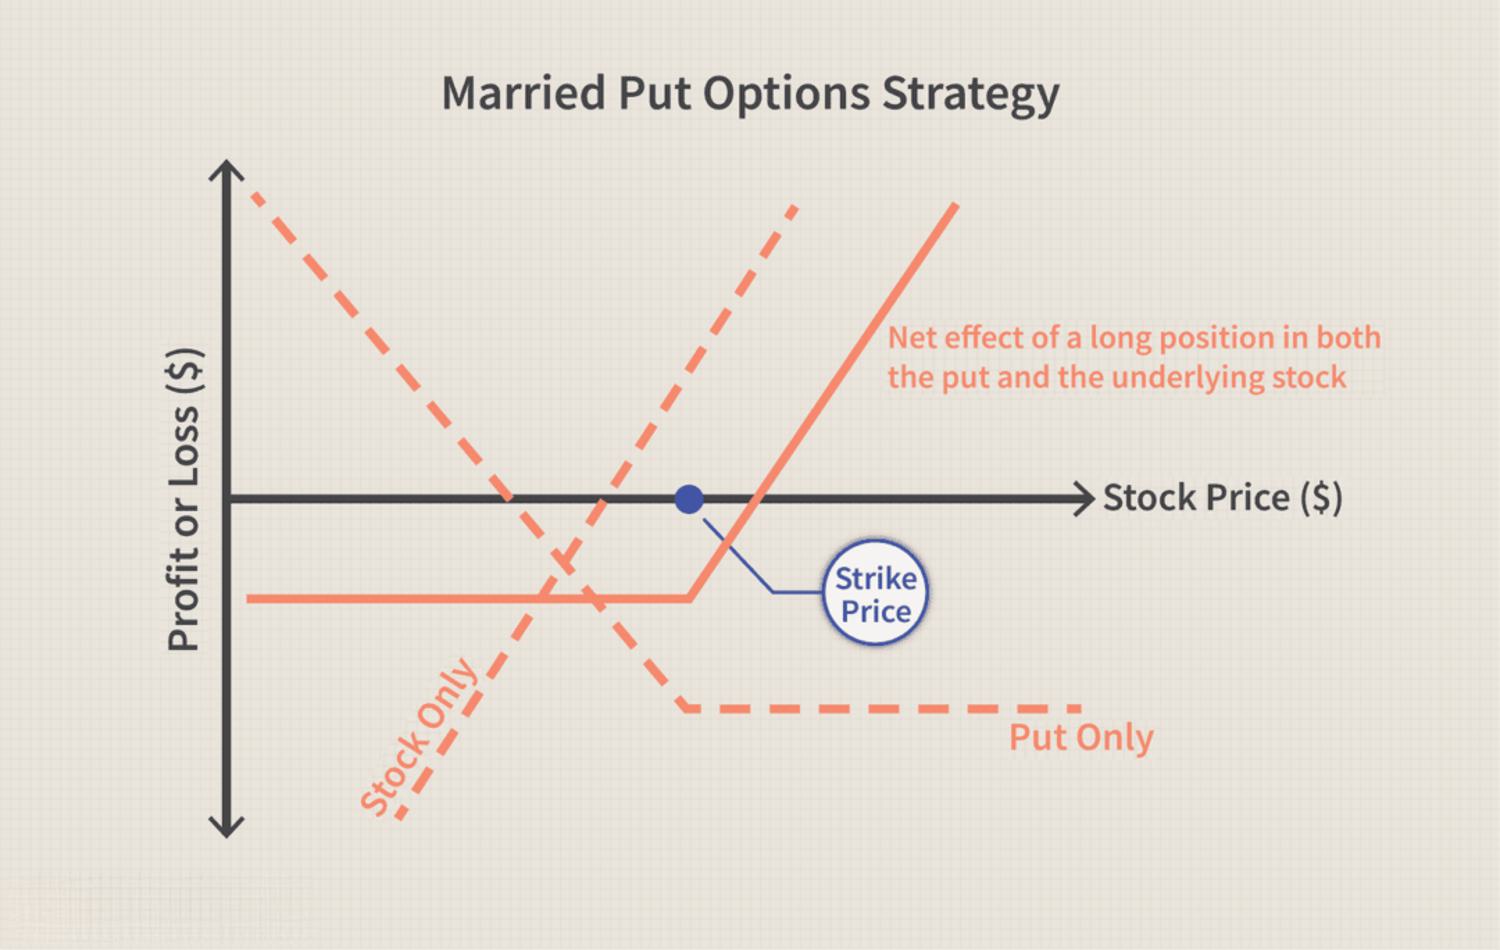 Married Put Options Strategy
Profit or Loss ($)
Net effect of a long position in both
the put and the underlying stock
Stock Price ($)
Strike
Price
Stock Only
Put Only